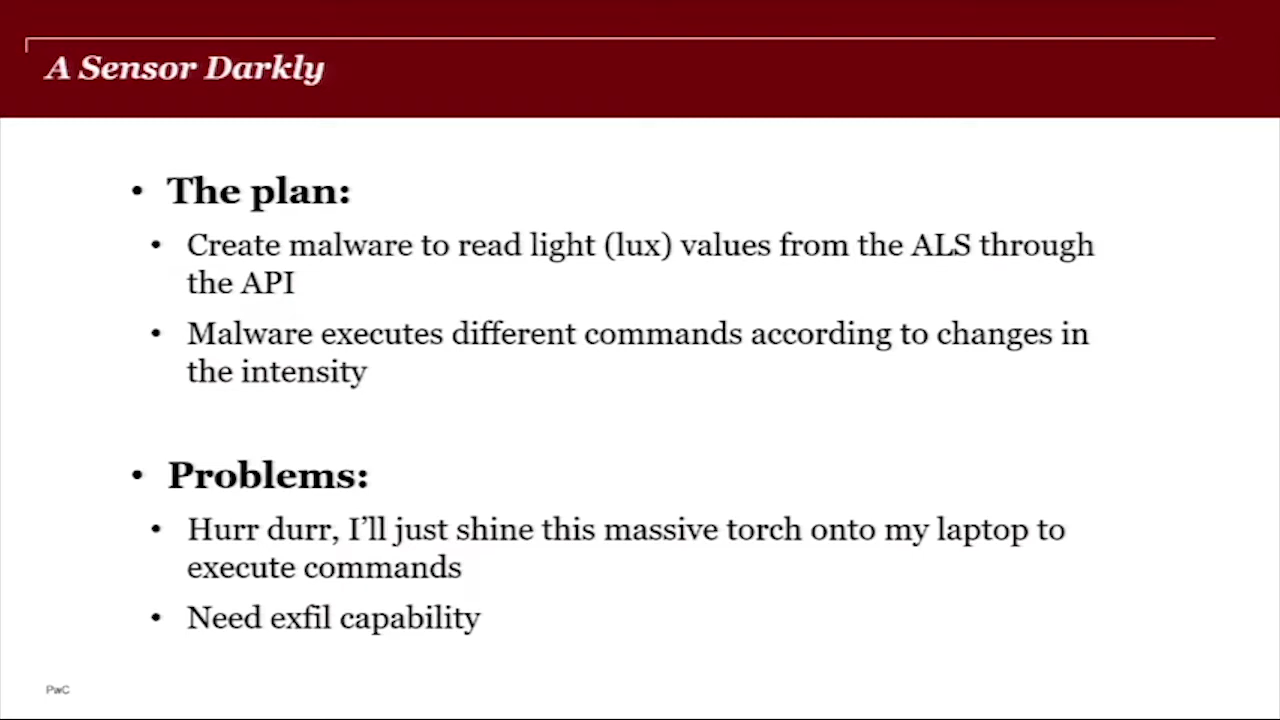 A Sensor Darkly
• The plan:
• Create malware to read light (lux) values from the ALS through
the API
• Malware executes different commands according to changes in
the intensity
• Problems:
• Hurr durr, I’ll just shine this massive torch onto my laptop to
execute commands
• Need exfil capability
PwC